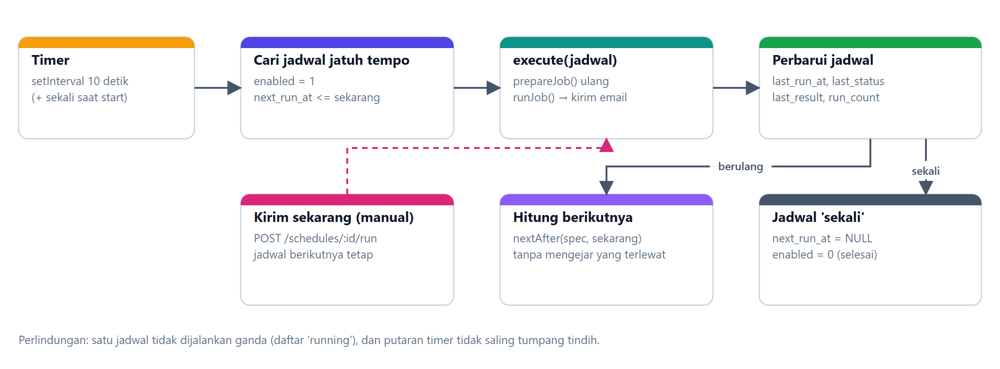 Timer
setInterval 10 detik
(+ sekali saat start)
Cari jadwal jatuh tempo
enabled = 1
next_run_at <= sekarang
execute(jadwal)
prepareJob() ulang
runJob() → kirim email
Perbarui jadwal
last_run_at, last_status
last_result, run_count
berulang
sekali
Kirim sekarang (manual)
POST /schedules/:id/run
jadwal berikutnya tetap
Hitung berikutnya
nextAfter(spec, sekarang)
tanpa mengejar yang terlewat
Jadwal 'sekali'
next_run_at = NULL
enabled = 0 (selesai)
Perlindungan: satu jadwal tidak dijalankan ganda (daftar 'running'), dan putaran timer tidak saling tumpang tindih.